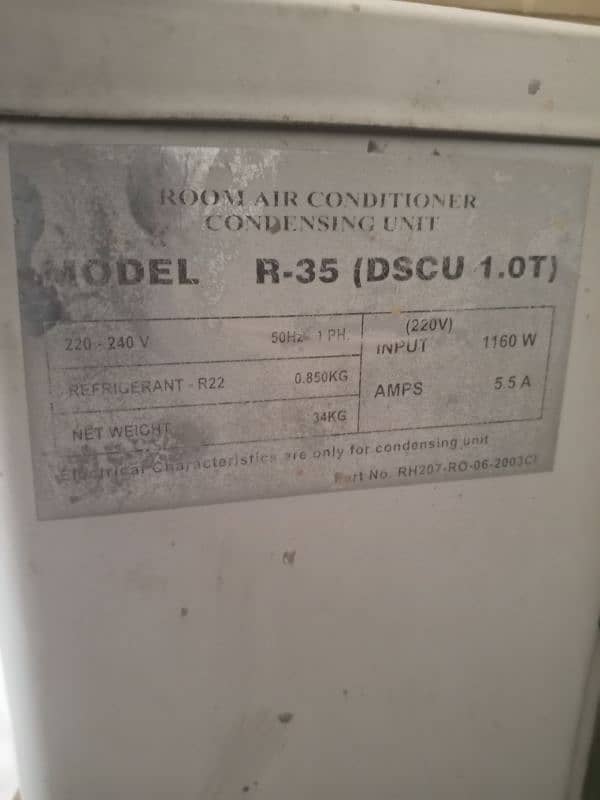 ROOM AIR CONDITIONER
CONDENSING UNIT
MODEL R-35 (DSCU 1.0T)
220 - 240 V 50Hz- 1 PH.
REFRIGERANT - R22 0.850KG
NET WEIGHT 34KG
(220V)
INPUT 1160 W
AMPS 5.5 A
Electrical Characteristics are only for condensing unit
Part No. RH207-RO-06-2003CI